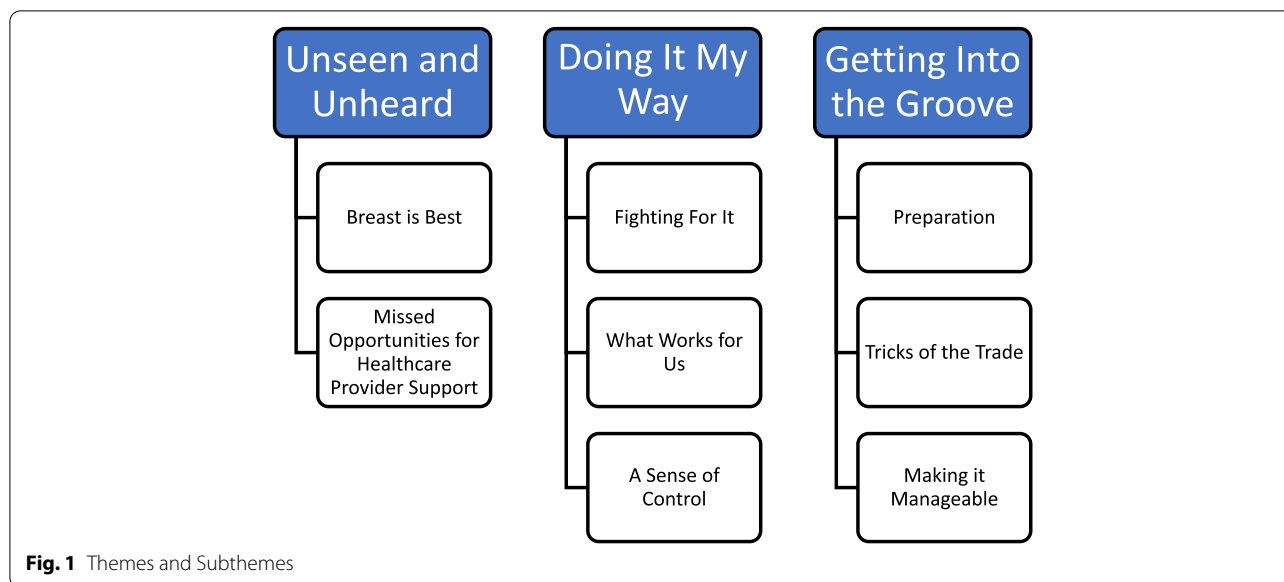 Unseen and
Unheard
Breast is Best
Missed
Opportunities for
Healthcare
Provider Support
Doing It My
Way
Fighting For It
What Works for
Us
A Sense of
Control
Getting Into
the Groove
Preparation
Tricks of the Trade
Making it
Manageable
Fig. 1 Themes and Subthemes